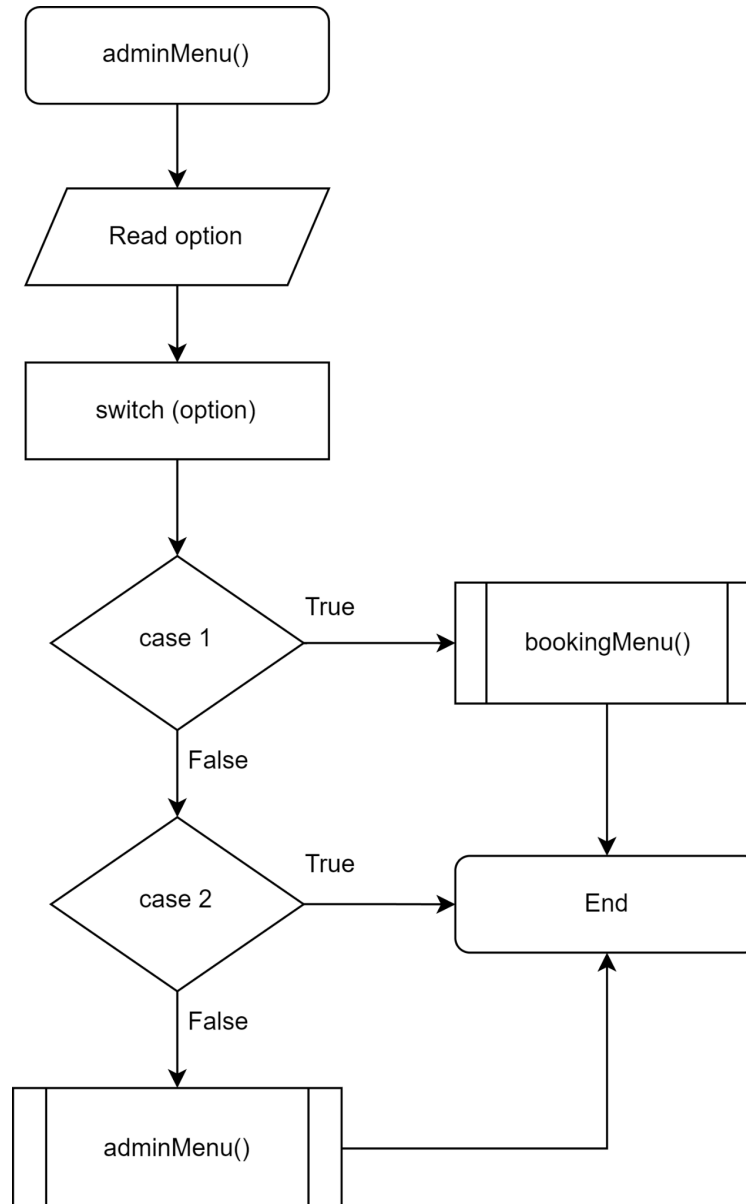 adminMenu()
Read option
switch (option)
case 1
True
bookingMenu()
False
case 2
True
End
False
adminMenu()